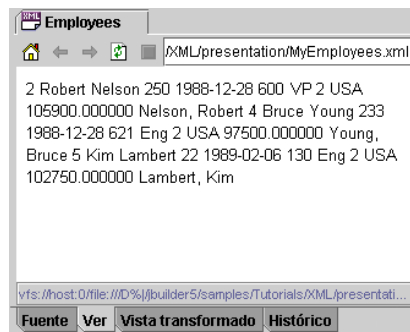 XML Employees
/XML/presentation/MyEmployees.xml
2 Robert Nelson 250 1988-12-28 600 VP 2 USA
105900.000000 Nelson, Robert 4 Bruce Young 233
1988-12-28 621 Eng 2 USA 97500.000000 Young,
Bruce 5 Kim Lambert 22 1989-02-06 130 Eng 2 USA
102750.000000 Lambert, Kim
vfs://host:0/file:///D%|/jbuilder5/samples/Tutorials/XML/presentati...
Fuente Ver Vista transformado Histórico